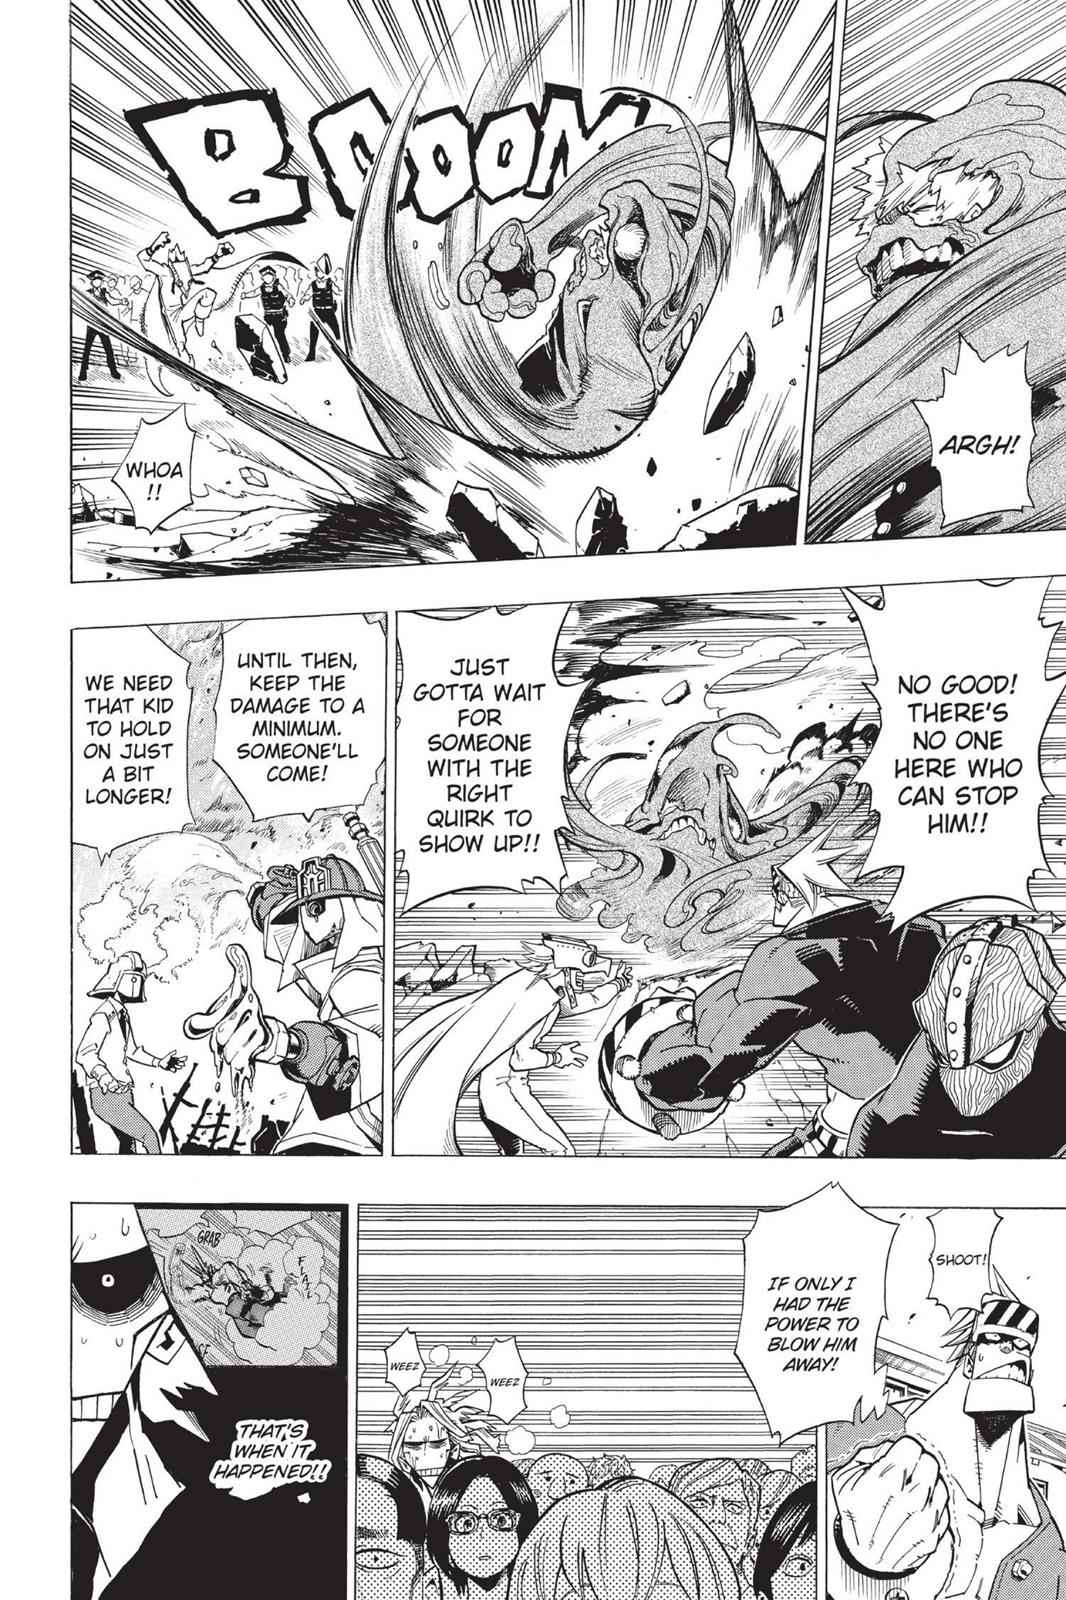 ARGH!
BOOOM
WHOA
!!
NO GOOD!
THERE'S
NO ONE
HERE WHO
CAN STOP
HIM!!
JUST
GOTTA WAIT
FOR
SOMEONE
WITH THE
RIGHT
QUIRK TO
SHOW UP!!
UNTIL THEN,
KEEP THE
DAMAGE TO A
MINIMUM.
SOMEONE'LL
COME!
WE NEED
THAT KID
TO HOLD
ON JUST
A BIT
LONGER!
SHOOT!
IF ONLY I
HAD THE
POWER TO
BLOW HIM
AWAY!
WEEZ
WEEZ
GRAB
THAT'S
WHEN IT
HAPPENED!!